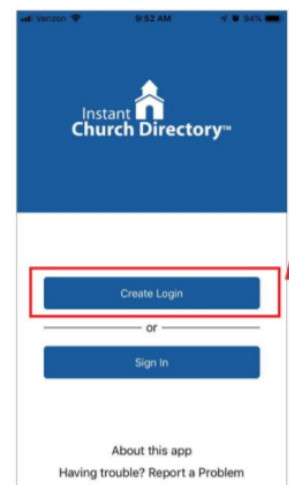 Verizon 9:52 AM 94%
Instant
Church Directory™
Create Login
or
Sign In
About this app
Having trouble? Report a Problem